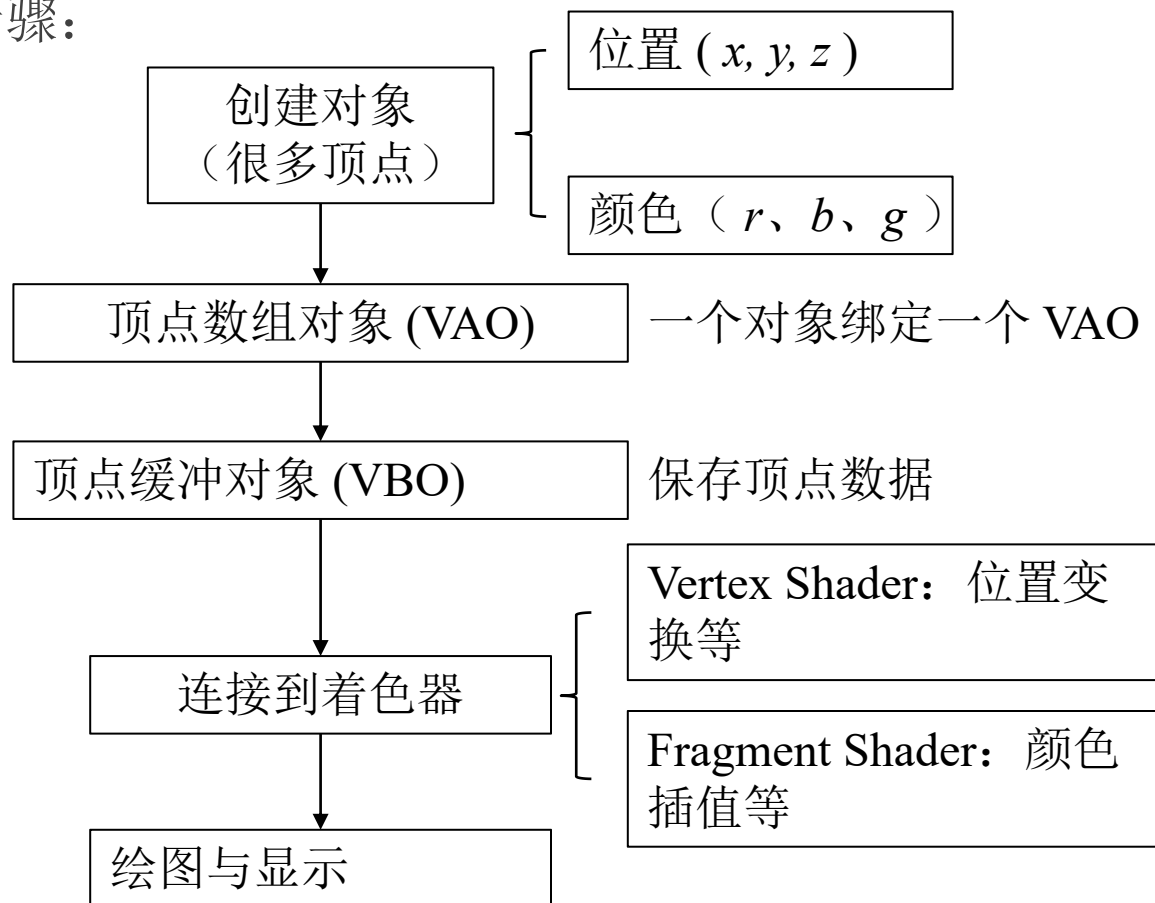 骤：
位置 ( x, y, z )
创建对象
（很多顶点）
颜色（ r、b、g ）
顶点数组对象 (VAO)
一个对象绑定一个 VAO
顶点缓冲对象 (VBO)
保存顶点数据
Vertex Shader：位置变
换等
连接到着色器
Fragment Shader：颜色
插值等
绘图与显示